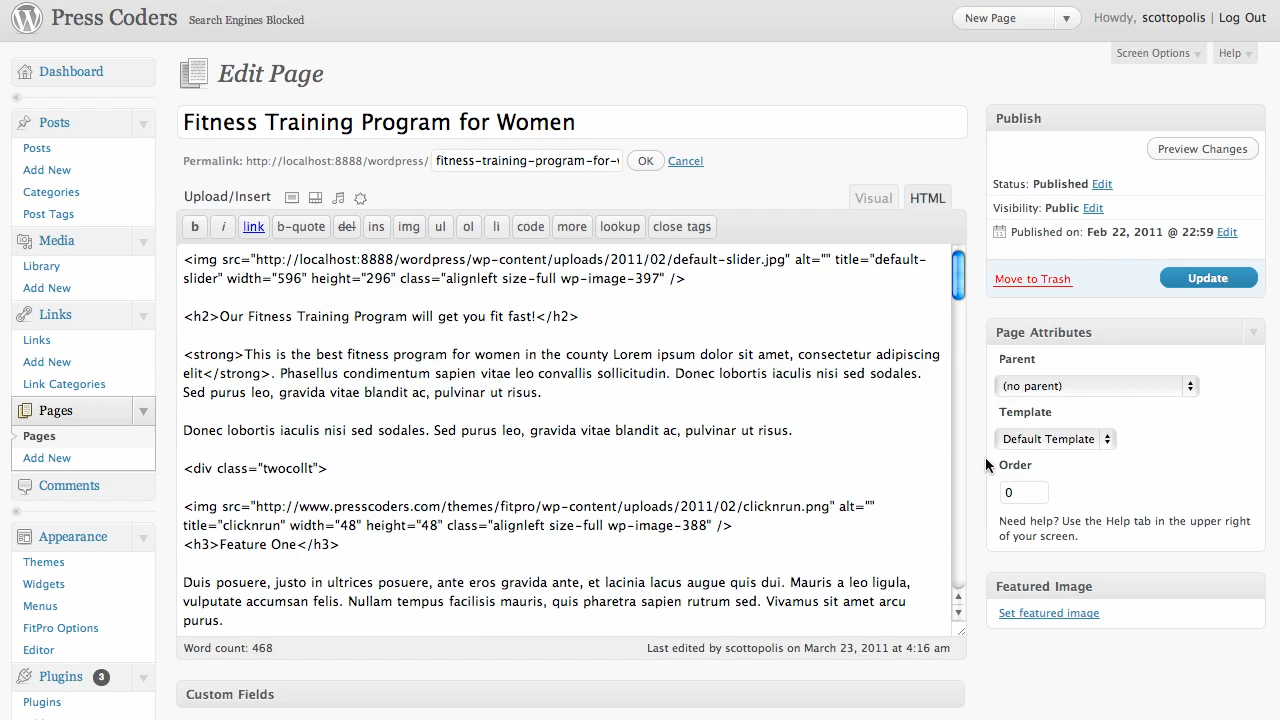 Press Coders Search Engines Blocked
New Page
Howdy, scottopolis | Log Out
Screen Options
Help
Dashboard
Posts
Posts
Add New
Categories
Post Tags
Media
Library
Add New
Links
Links
Add New
Link Categories
Pages
Pages
Add New
Comments
Appearance
Themes
Widgets
Menus
FitPro Options
Editor
Plugins 3
Plugins
Edit Page
Fitness Training Program for Women
Permalink: http://localhost:8888/wordpress/ fitness-training-program-for- OK Cancel
Upload/Insert
Visual HTML
b i link b-quote del ins img ul ol li code more lookup close tags
<img src="http://localhost:8888/wordpress/wp-content/uploads/2011/02/default-slider.jpg" alt="" title="default-
slider" width="596" height="296" class="alignleft size-full wp-image-397" />
<h2>Our Fitness Training Program will get you fit fast!</h2>
<strong>This is the best fitness program for women in the county Lorem ipsum dolor sit amet, consectetur adipiscing
elit</strong>. Phasellus condimentum sapien vitae leo convallis sollicitudin. Donec lobortis iaculis nisi sed sodales.
Sed purus leo, gravida vitae blandit ac, pulvinar ut risus.
Donec lobortis iaculis nisi sed sodales. Sed purus leo, gravida vitae blandit ac, pulvinar ut risus.
<div class="twocollt">
<img src="http://www.presscoders.com/themes/fitpro/wp-content/uploads/2011/02/clicknrun.png" alt=""
title="clicknrun" width="48" height="48" class="alignleft size-full wp-image-388" />
<h3>Feature One</h3>
Duis posuere, justo in ultrices posuere, ante eros gravida ante, et lacinia lacus augue quis dui. Mauris a leo ligula,
vulputate accumsan felis. Nullam tempus facilisis mauris, quis pharetra sapien rutrum sed. Vivamus sit amet arcu
purus.
Word count: 468
Last edited by scottopolis on March 23, 2011 at 4:16 am
Custom Fields
Publish
Preview Changes
Status: Published Edit
Visibility: Public Edit
Published on: Feb 22, 2011 @ 22:59 Edit
Move to Trash
Update
Page Attributes
Parent
(no parent)
Template
Default Template
Order
0
Need help? Use the Help tab in the upper right
of your screen.
Featured Image
Set featured image